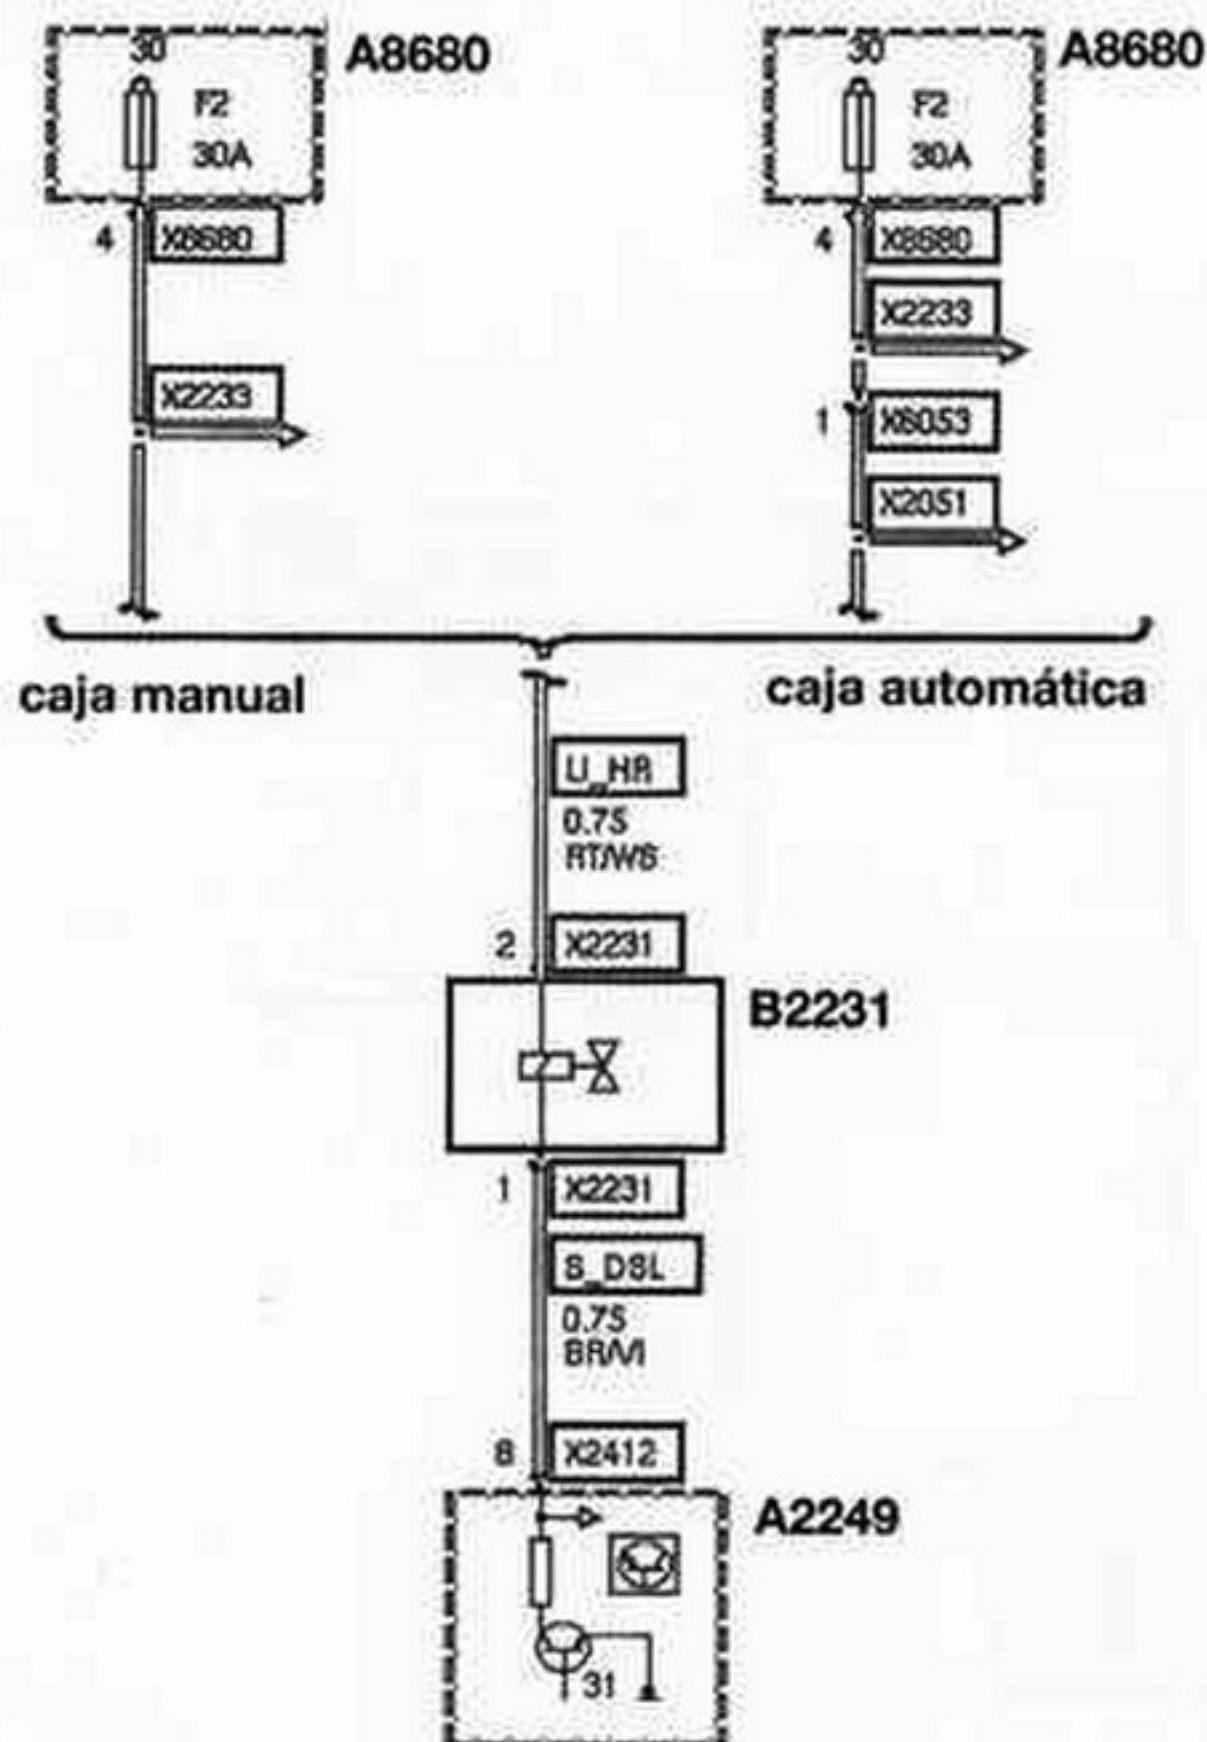 30
A8680
F2
30A
4
X8680
X2233
30
A8680
F2
30A
4
X8680
X2233
1
X6053
X2051
caja manual
caja automática
U_HR
0.75
RT/WS
2
X2231
B2231
1
X2231
S_DSL
0.75
BR/VI
8
X2412
A2249
31